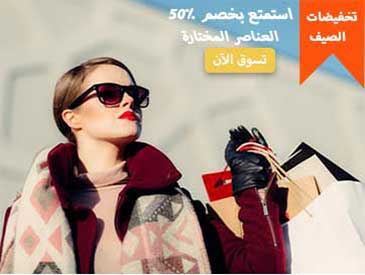 تخفيضات
الصيف
استمتع بخصم 50%
العناصر المختارة
تسوق الآن